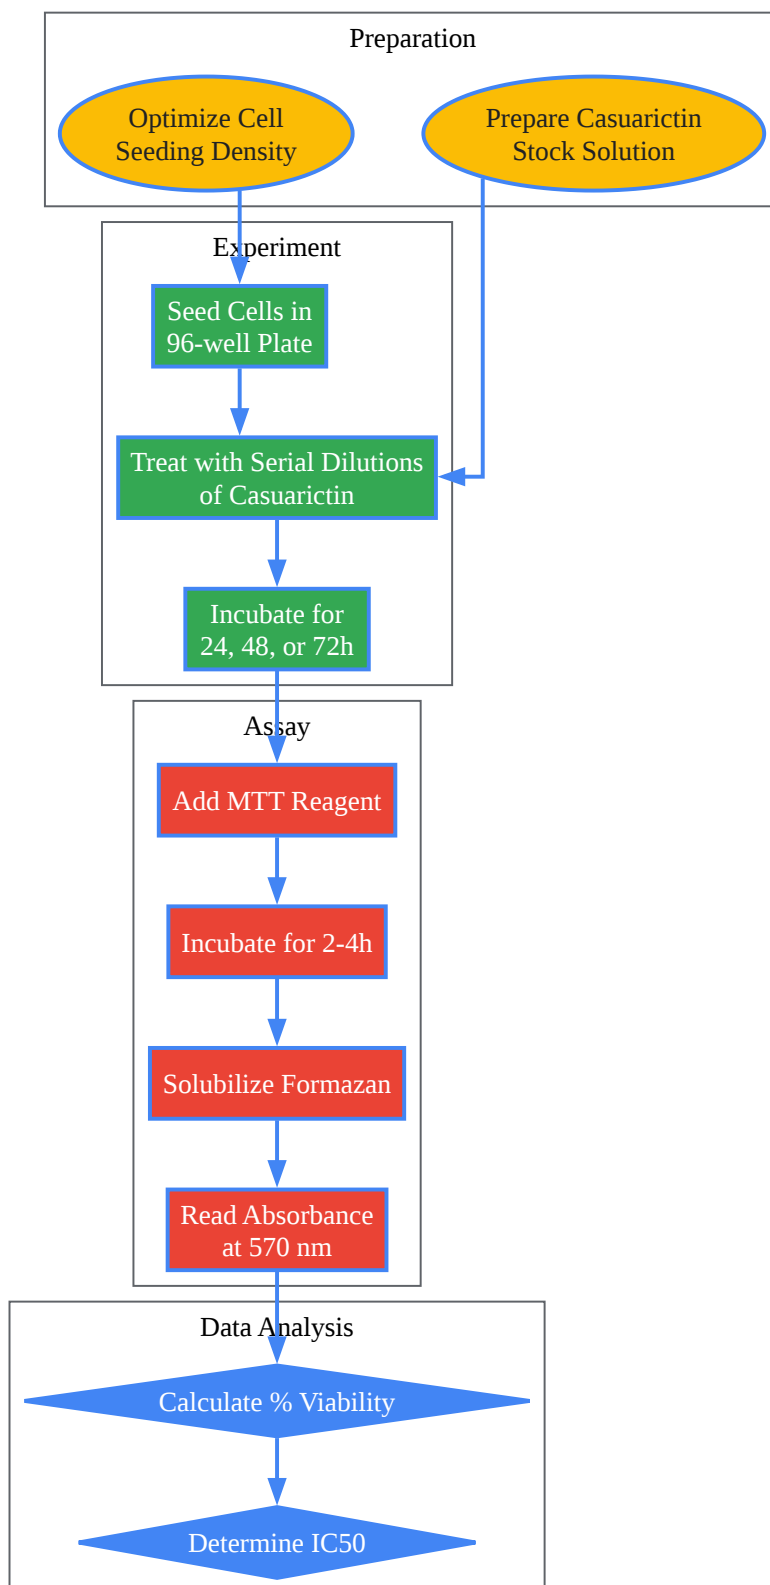 Preparation
Optimize Cell
Seeding Density
Prepare Casuarictin
Stock Solution
Experiment
Seed Cells in
96-well Plate
Treat with Serial Dilutions
of Casuarictin
Incubate for
24, 48, or 72h
Assay
Add MTT Reagent
Incubate for 2-4h
Solubilize Formazan
Read Absorbance
at 570 nm
Data Analysis
Calculate % Viability
Determine IC50